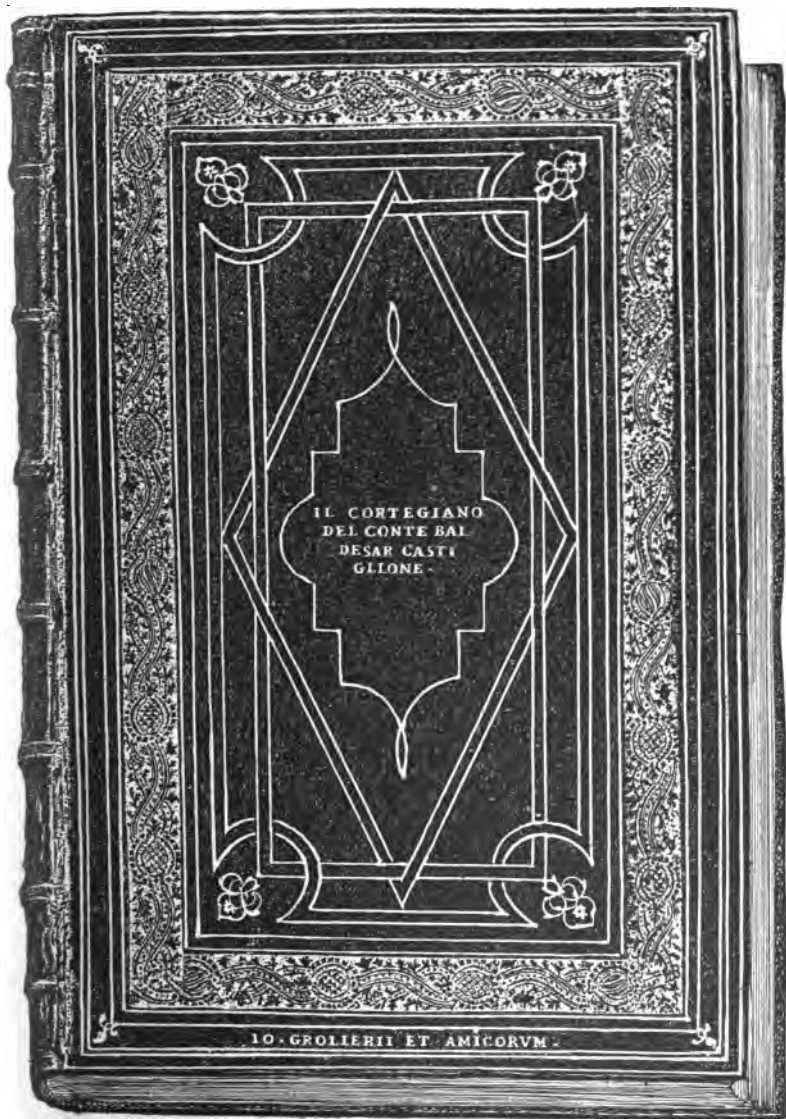 IL CORTEGIANO
DEL CONTE BAL
DESAR CASTI
GLIONE ·
IO · GROLIERII ET AMICORVM ·